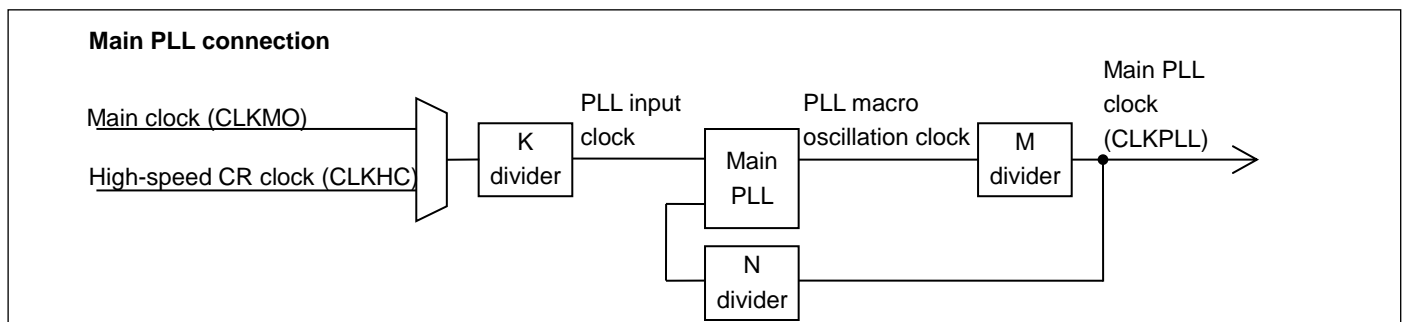 Main PLL connection
Main clock (CLKMO)
High-speed CR clock (CLKHC)
K
divider
PLL input
clock
Main
PLL
PLL macro
oscillation clock
M
divider
Main PLL
clock
(CLKPLL)
N
divider